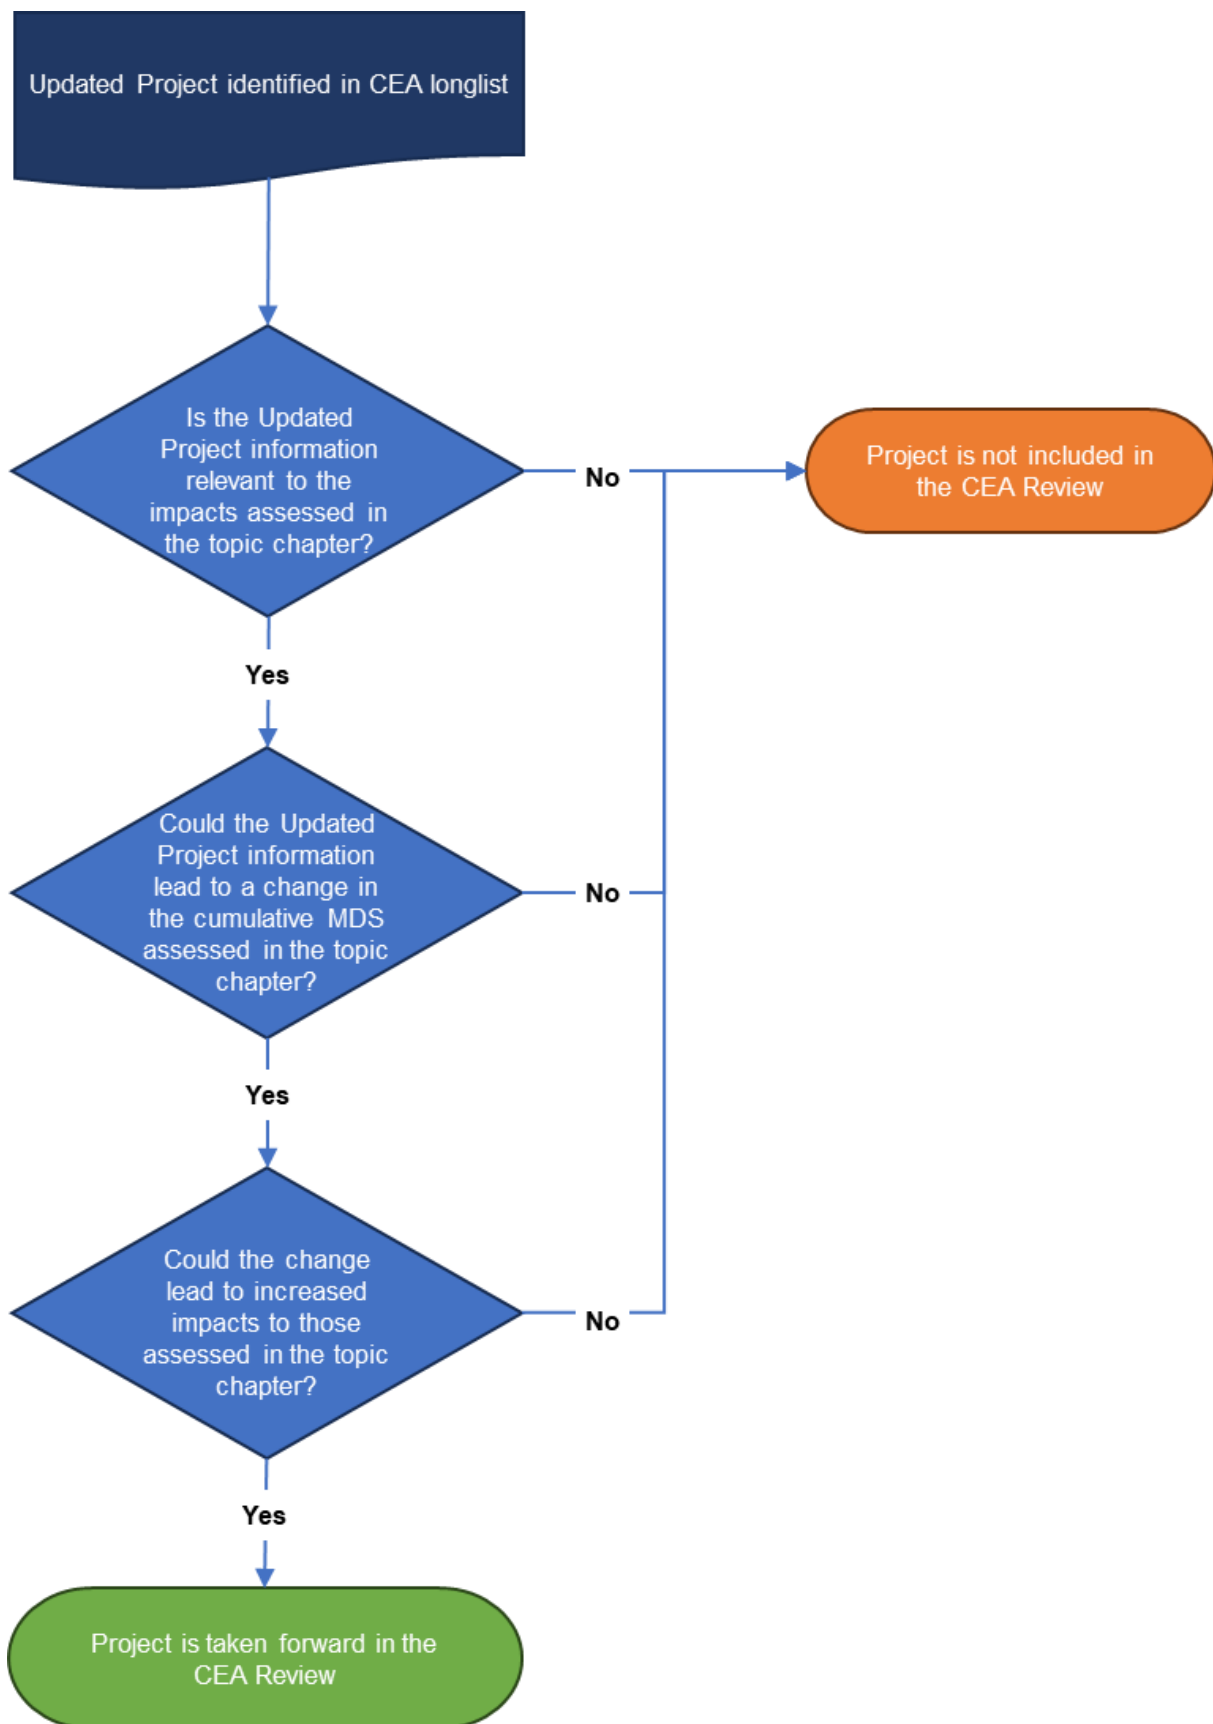 Updated Project identified in CEA longlist
Is the Updated
Project information
relevant to the
impacts assessed in
the topic chapter?
No
Project is not included in
the CEA Review
Yes
Could the Updated
Project information
lead to a change in
the cumulative MDS
assessed in the topic
chapter?
No
Yes
Could the change
lead to increased
impacts to those
assessed in the topic
chapter?
No
Yes
Project is taken forward in the
CEA Review